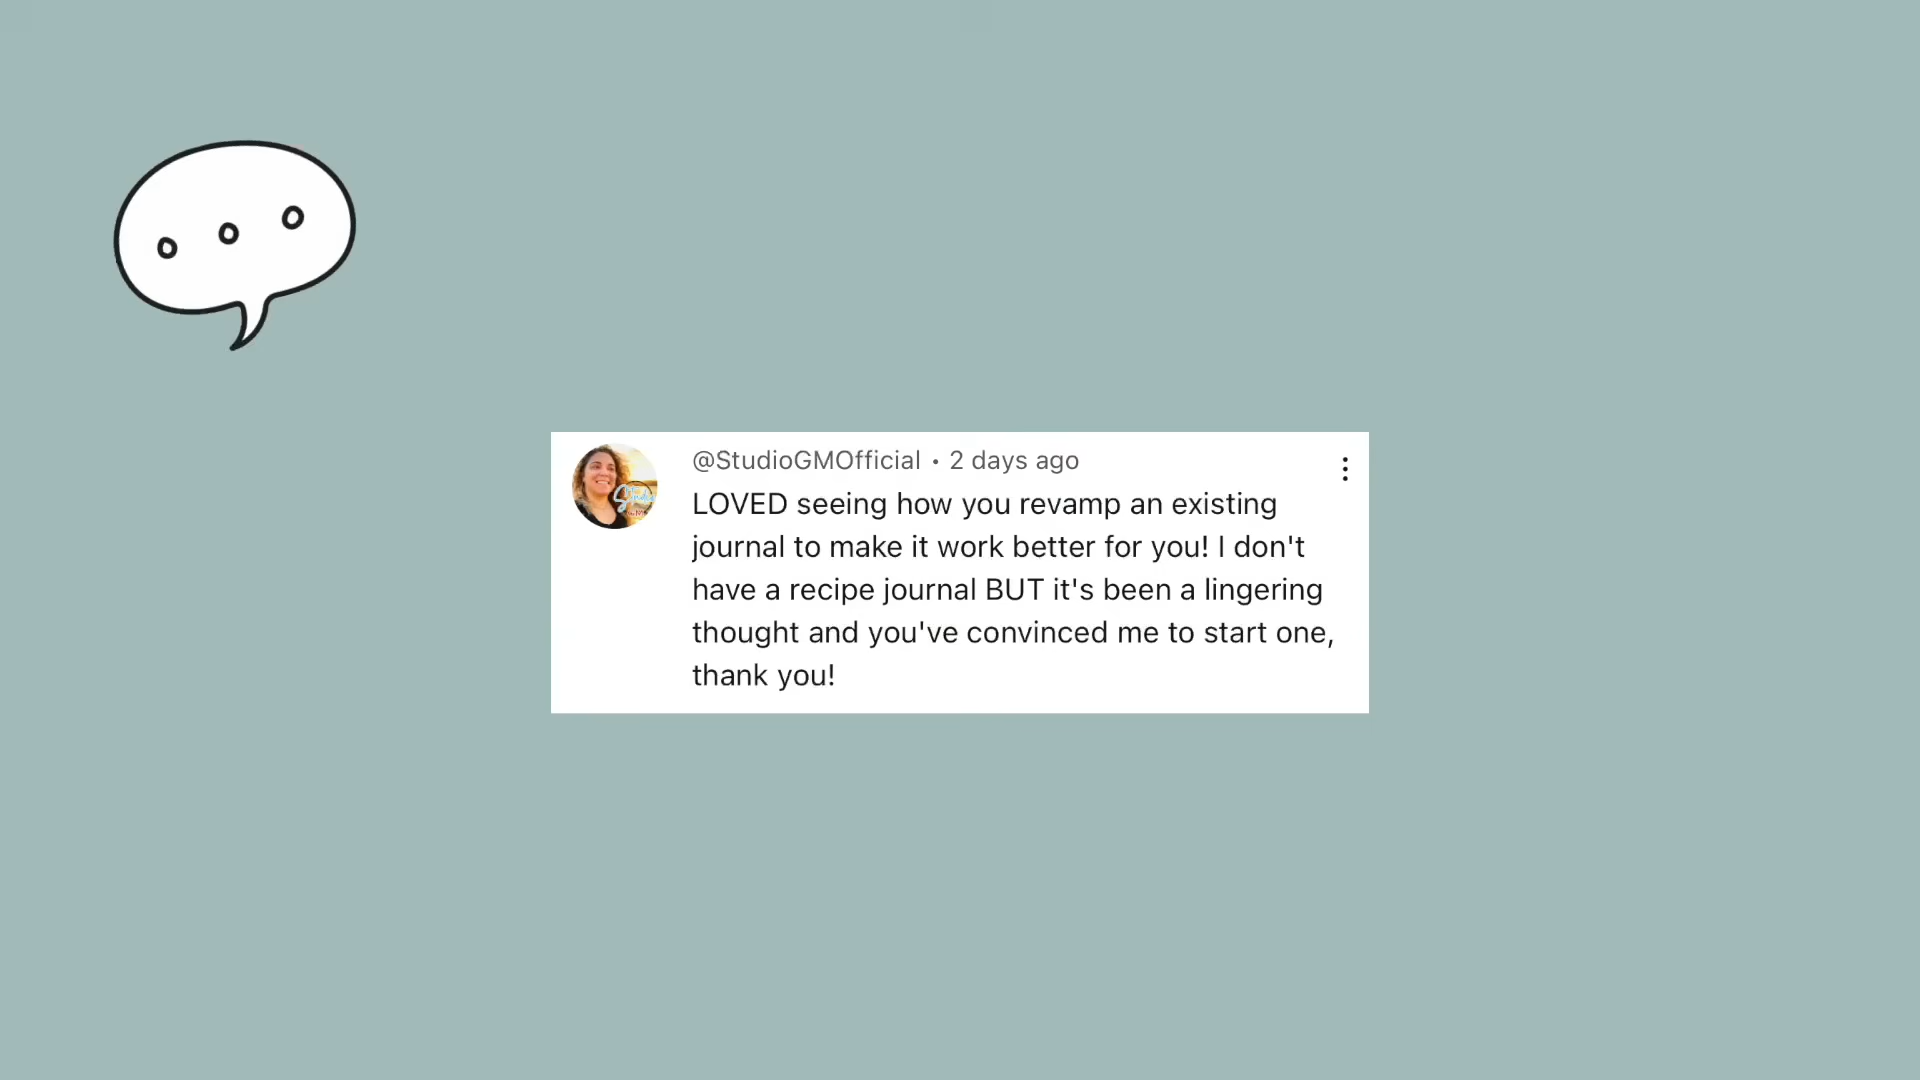 @StudioGMOfficial • 2 days ago
LOVED seeing how you revamp an existing
journal to make it work better for you! I don't
have a recipe journal BUT it's been a lingering
thought and you've convinced me to start one,
thank you!